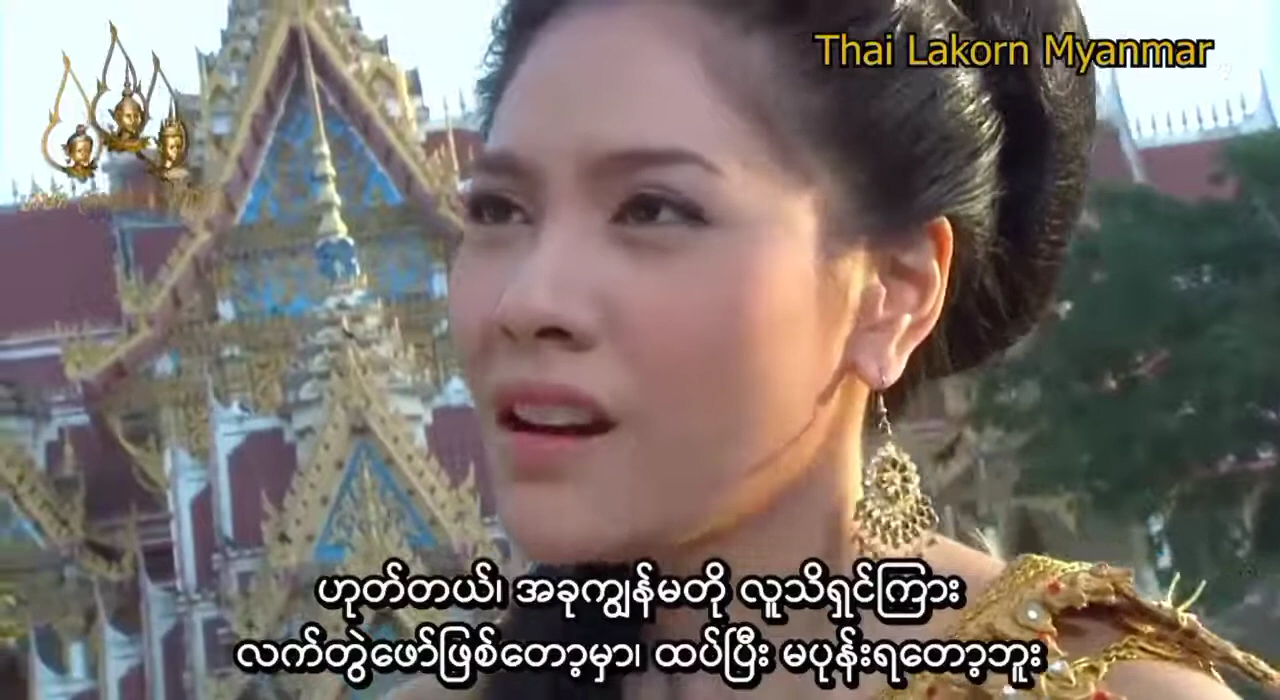 Thai Lakorn Myanmar
ဟုတ်တယ်၊ အခုကျွန်မတို့ လူသိရှင်ကြား
လက်တွဲဖော်ဖြစ်တော့မှာ၊ ထပ်ပြီး မပုန်းရတော့ဘူး